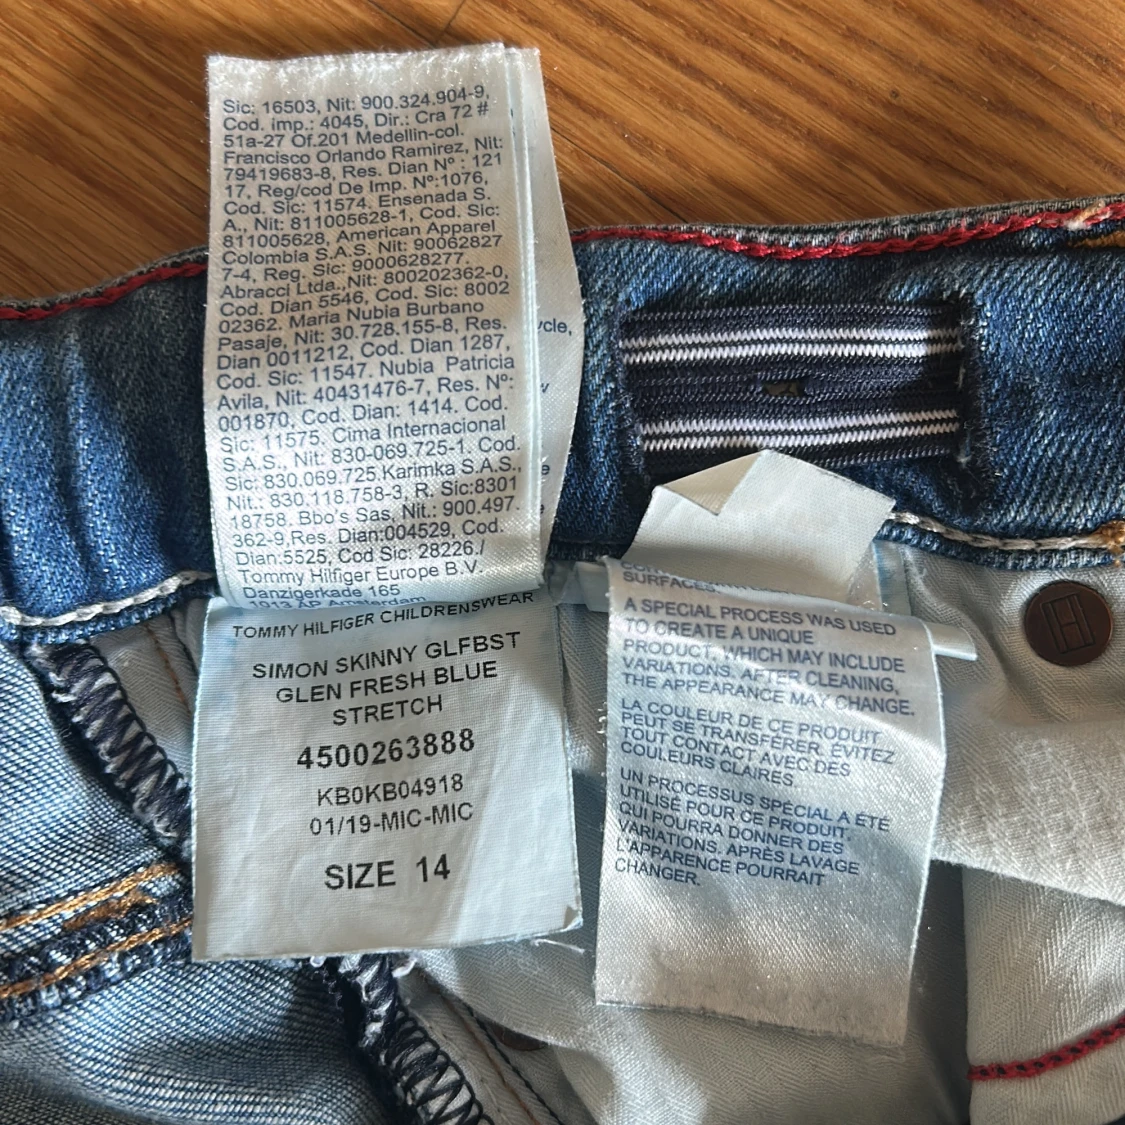 Sic: 16503, Nit: 900.324.904-9,
Cod. imp.: 4045, Dir.: Cra 72 #
51a-27 Of.201 Medellin-col.
Francisco Orlando Ramirez, Nit:
79419683-8, Res. Dian Nº : 121
17, Reg/cod De Imp. Nº:1076,
Cod. Sic: 11574. Ensenada S.
A., Nit: 811005628-1, Cod. Sic:
811005628, American Apparel
Colombia S.A.S. Nit: 90062827
7-4, Reg. Sic: 9000628277.
Abracci Ltda.,Nit: 800202362-0,
Cod. Dian 5546, Cod. Sic: 8002
02362. Maria Nubia Burbano
Pasaje, Nit: 30.728.155-8, Res.
Dian 0011212, Cod. Dian 1287,
Cod. Sic: 11547. Nubia Patricia
Avila, Nit: 40431476-7, Res. Nº:
001870, Cod. Dian: 1414. Cod.
Sic: 11575. Cima Internacional
S.A.S., Nit: 830-069.725-1 Cod.
Sic:830.069.725.Karimka S.A.S.,
Nit.: 830.118.758-3, R. Sic:8301
18758. Bbo's Sas, Nit.: 900.497.
362-9,Res. Dian:004529, Cod.
Dian:5525, Cod Sic: 28226./
Tommy Hilfiger Europe B.V.
Danzigerkade 165
1013 AP Amsterdam
TOMMY HILFIGER CHILDRENSWEAR
SIMON SKINNY GLFBST
GLEN FRESH BLUE
STRETCH
4500263888
KB0KB04918
01/19-MIC-MIC
SIZE 14
SURFACES.
A SPECIAL PROCESS WAS USED
TO CREATE A UNIQUE
PRODUCT, WHICH MAY INCLUDE
VARIATIONS. AFTER CLEANING,
THE APPEARANCE MAY CHANGE.
LA COULEUR DE CE PRODUIT
PEUT SE TRANSFÉRER. ÉVITEZ
TOUT CONTACT AVEC DES
COULEURS CLAIRES.
UN PROCESSUS SPÉCIAL A ÉTÉ
UTILISÉ POUR CE PRODUIT,
QUI POURRA DONNER DES
VARIATIONS. APRÈS LAVAGE
L'APPARENCE POURRAIT
CHANGER.